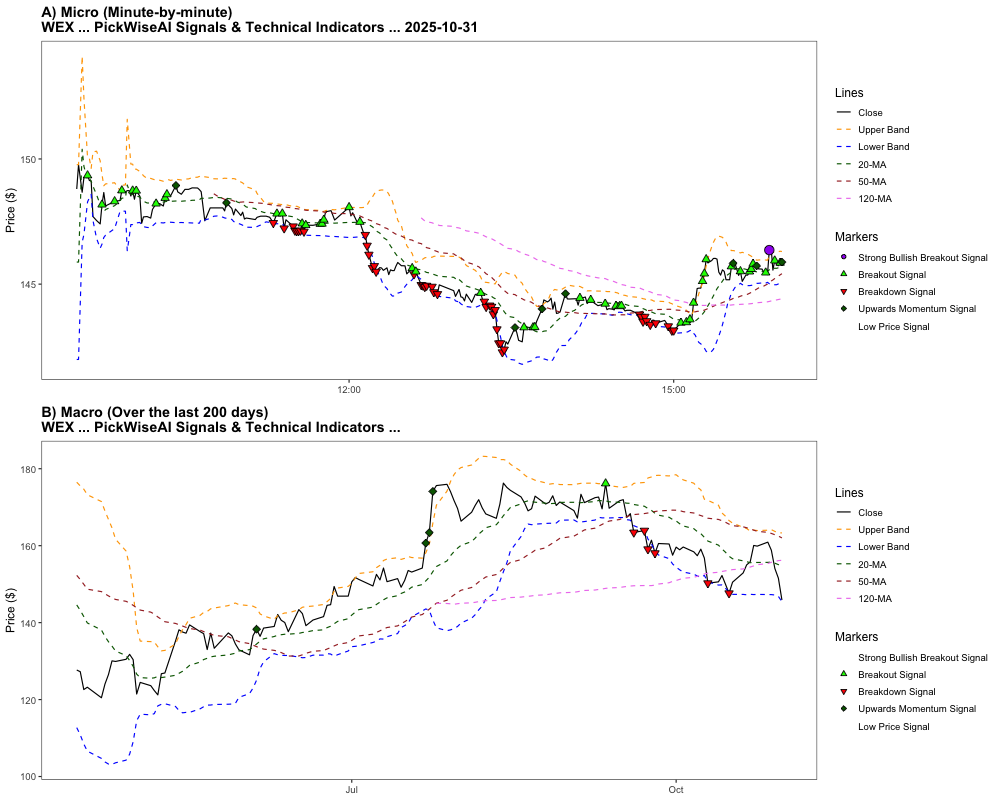 A) Micro (Minute-by-minute)
WEX ... PickWiseAI Signals & Technical Indicators ... 2025-10-31
Price ($)
150
145
12:00
15:00
Lines
Close
Upper Band
Lower Band
20-MA
50-MA
120-MA
Markers
Strong Bullish Breakout Signal
Breakout Signal
Breakdown Signal
Upwards Momentum Signal
Low Price Signal
B) Macro (Over the last 200 days)
WEX ... PickWiseAI Signals & Technical Indicators ...
Price ($)
180
160
140
120
100
Jul
Oct
Lines
Close
Upper Band
Lower Band
20-MA
50-MA
120-MA
Markers
Strong Bullish Breakout Signal
Breakout Signal
Breakdown Signal
Upwards Momentum Signal
Low Price Signal